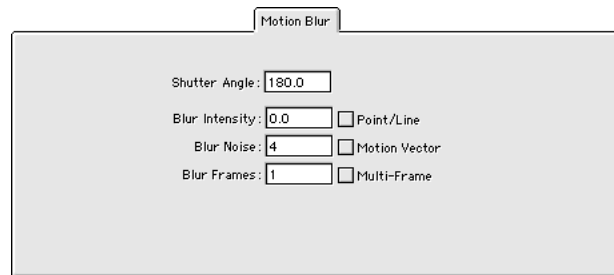 Motion Blur
Shutter Angle: 180.0
Blur Intensity: 0.0 Point/Line
Blur Noise: 4 Motion Vector
Blur Frames: 1 Multi-Frame